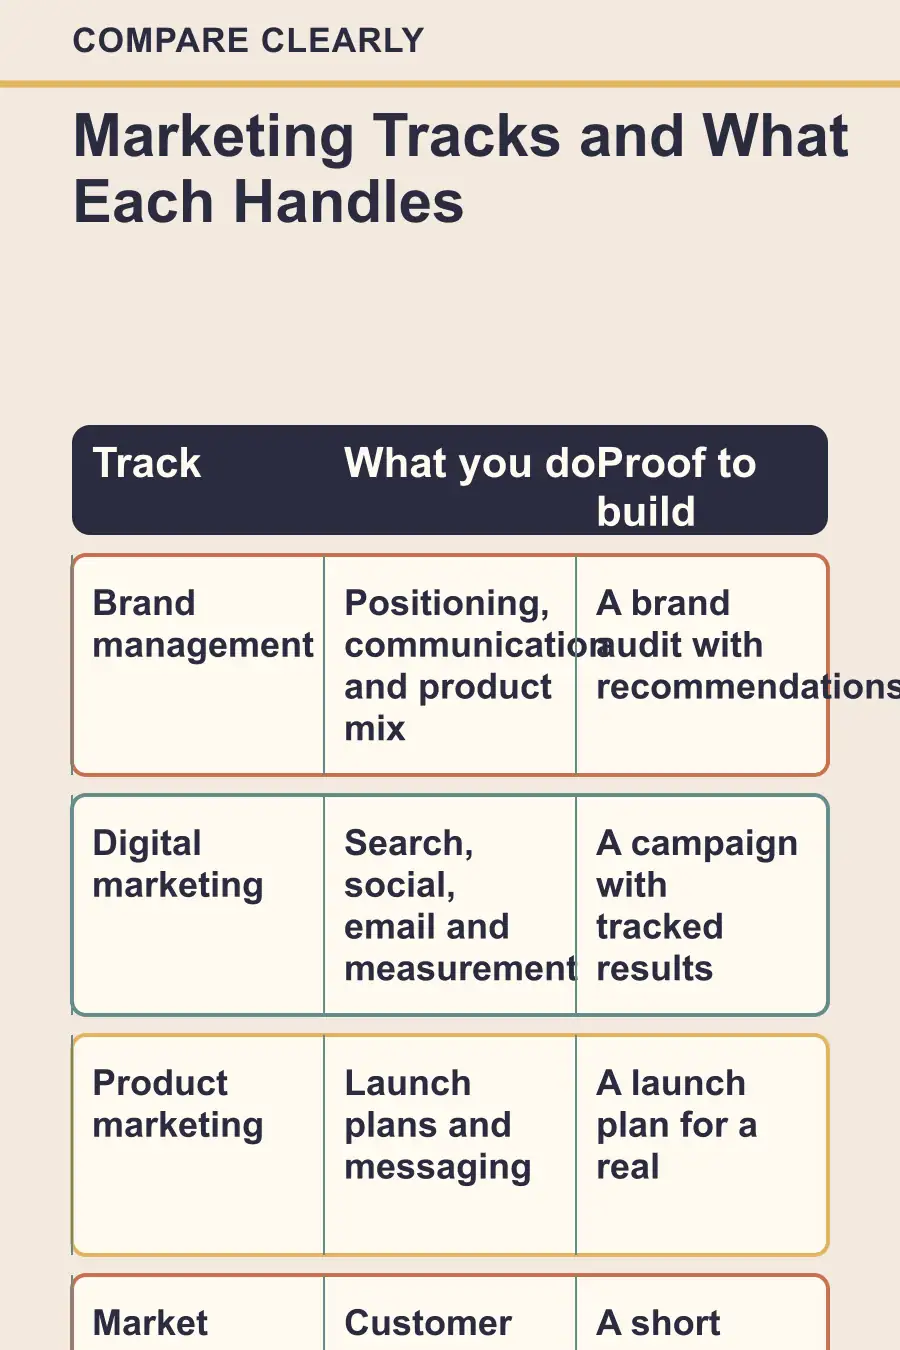 COMPARE CLEARLY
Marketing Tracks and What
Each Handles
Track
What you do
Proof to
build
Brand
management
Positioning,
communication
and product
mix
A brand
audit with
recommendations
Digital
marketing
Search,
social,
email and
measurement
A campaign
with
tracked
results
Product
marketing
Launch
plans and
messaging
A launch
plan for a
real
Market
Customer
A short